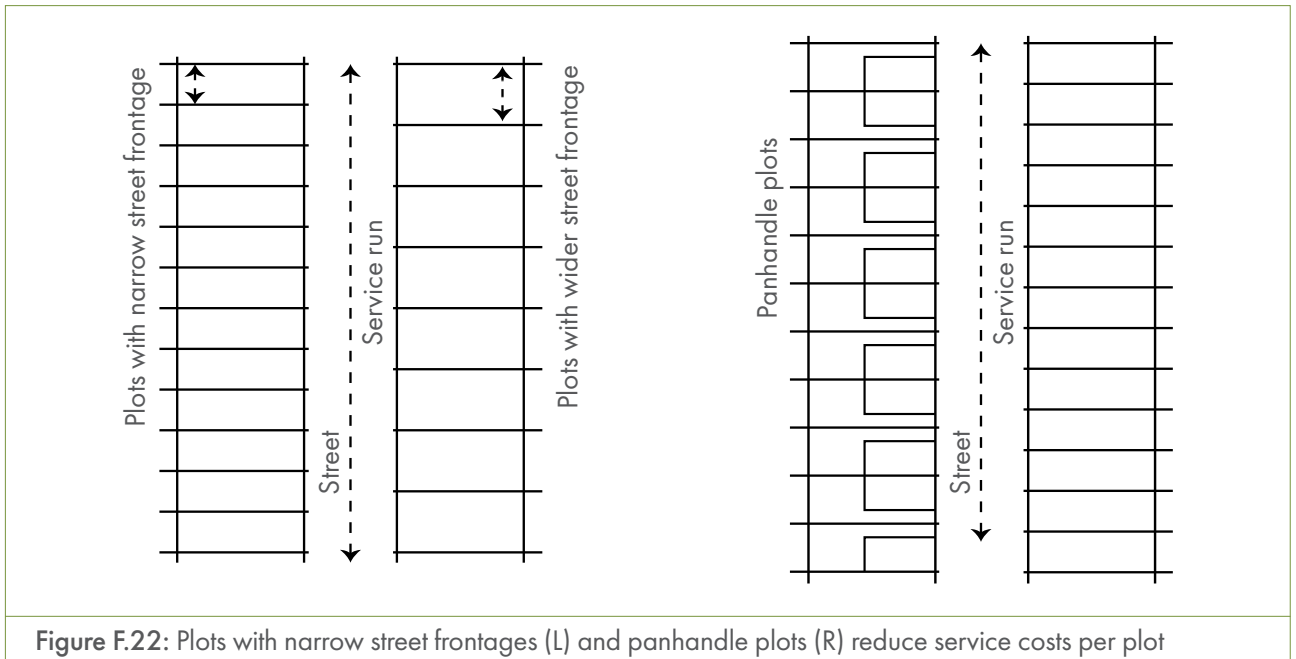 Plots with narrow street frontage
Street
Service run
Plots with wider street frontage
Panhandle plots
Street
Service run
Figure F.22: Plots with narrow street frontages (L) and panhandle plots (R) reduce service costs per plot